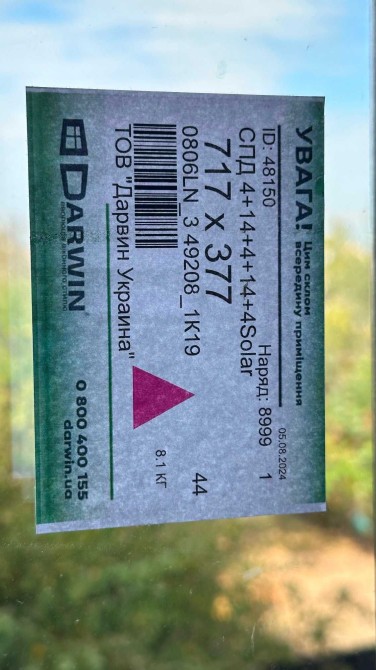 УВАГА! Цим склом
всередину приміщення
05.08.2024
ID: 48150 Наряд: 8999 1
СПД 4+14+4+14+4Solar
717 x 377
0806LN_3 49208_1K19 44
8.1 КГ
ТОВ "Дарвин Украина"
DARWIN
0 800 400 155
darwin.ua